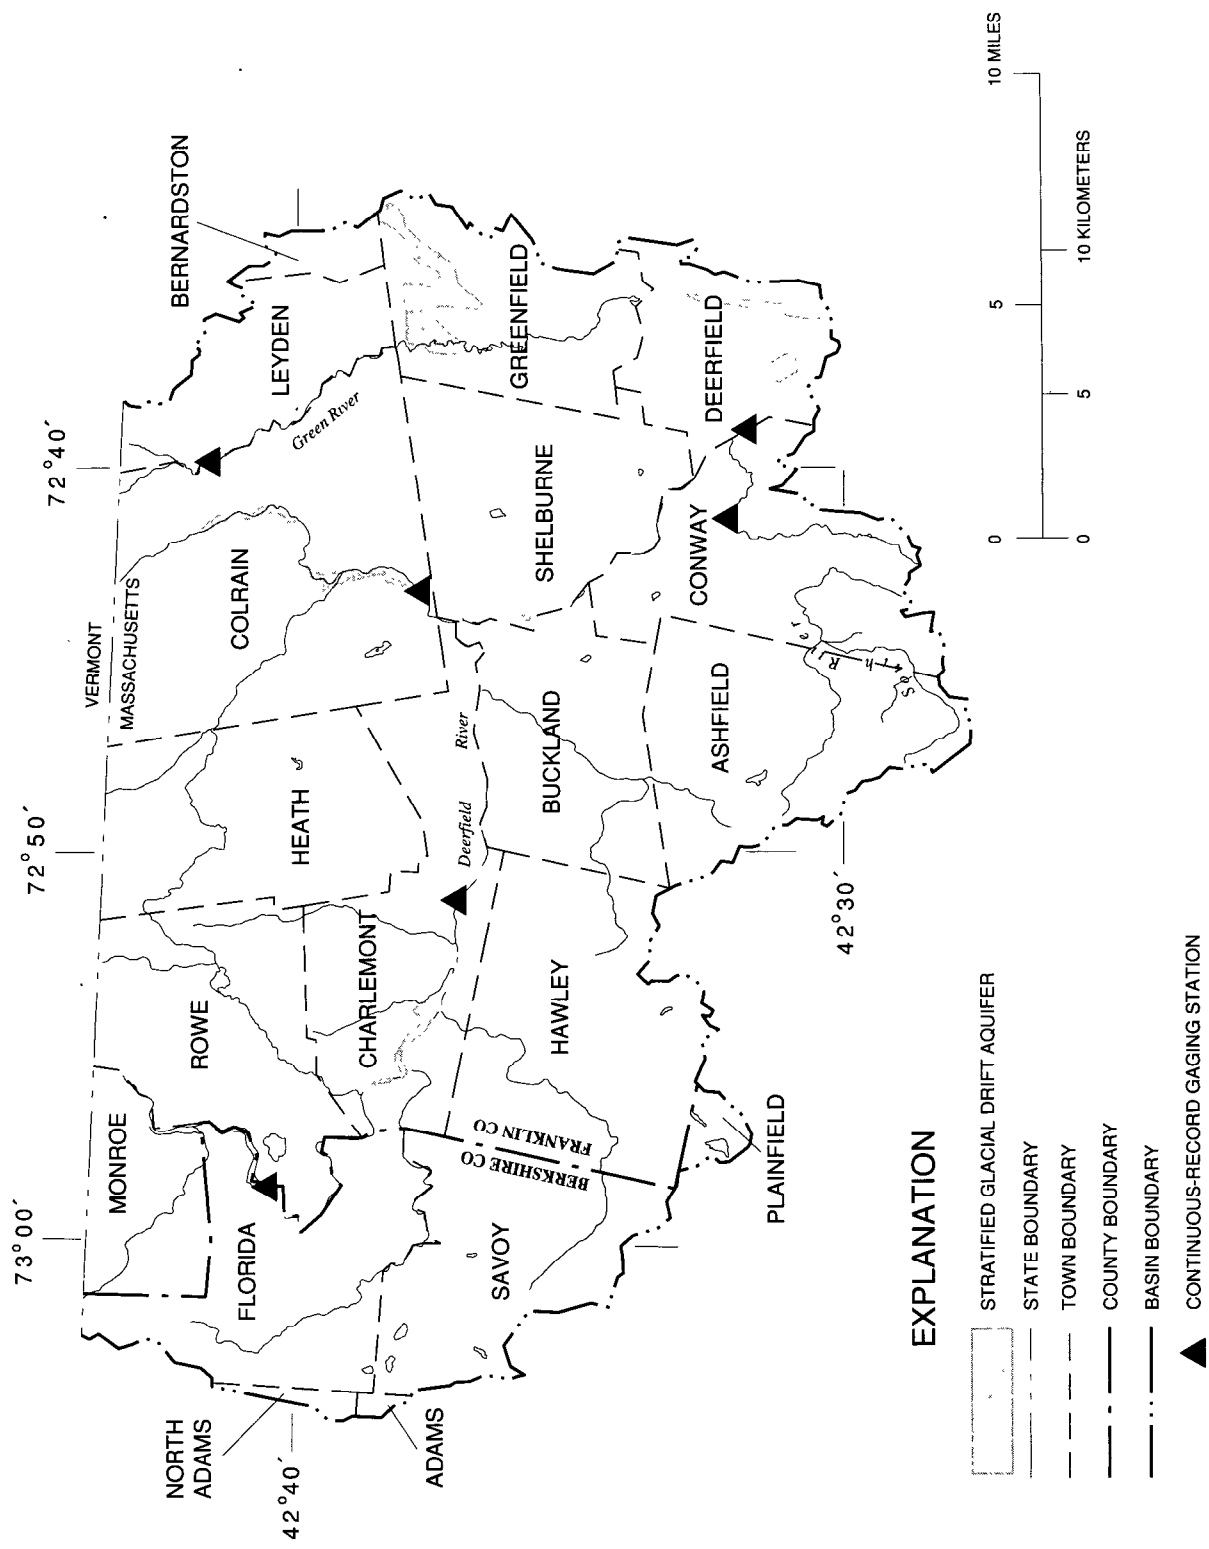 73°00´
72°50´
72°40´
VERMONT
MASSACHUSETTS
BERNARDSTON
MONROE
ROWE
HEATH
COLRAIN
LEYDEN
Green River
NORTH
ADAMS
42°40´
FLORIDA
CHARLEMONT
Deerfield River
ADAMS
SAVOY
BERKSHIRE CO
FRANKLIN CO
HAWLEY
BUCKLAND
SHELBURNE
GREENFIELD
ASHFIELD
CONWAY
DEERFIELD
South River
PLAINFIELD
42°30´
EXPLANATION
STRATIFIED GLACIAL DRIFT AQUIFER
STATE BOUNDARY
TOWN BOUNDARY
COUNTY BOUNDARY
BASIN BOUNDARY
CONTINUOUS-RECORD GAGING STATION
0 5 10 MILES
0 5 10 KILOMETERS